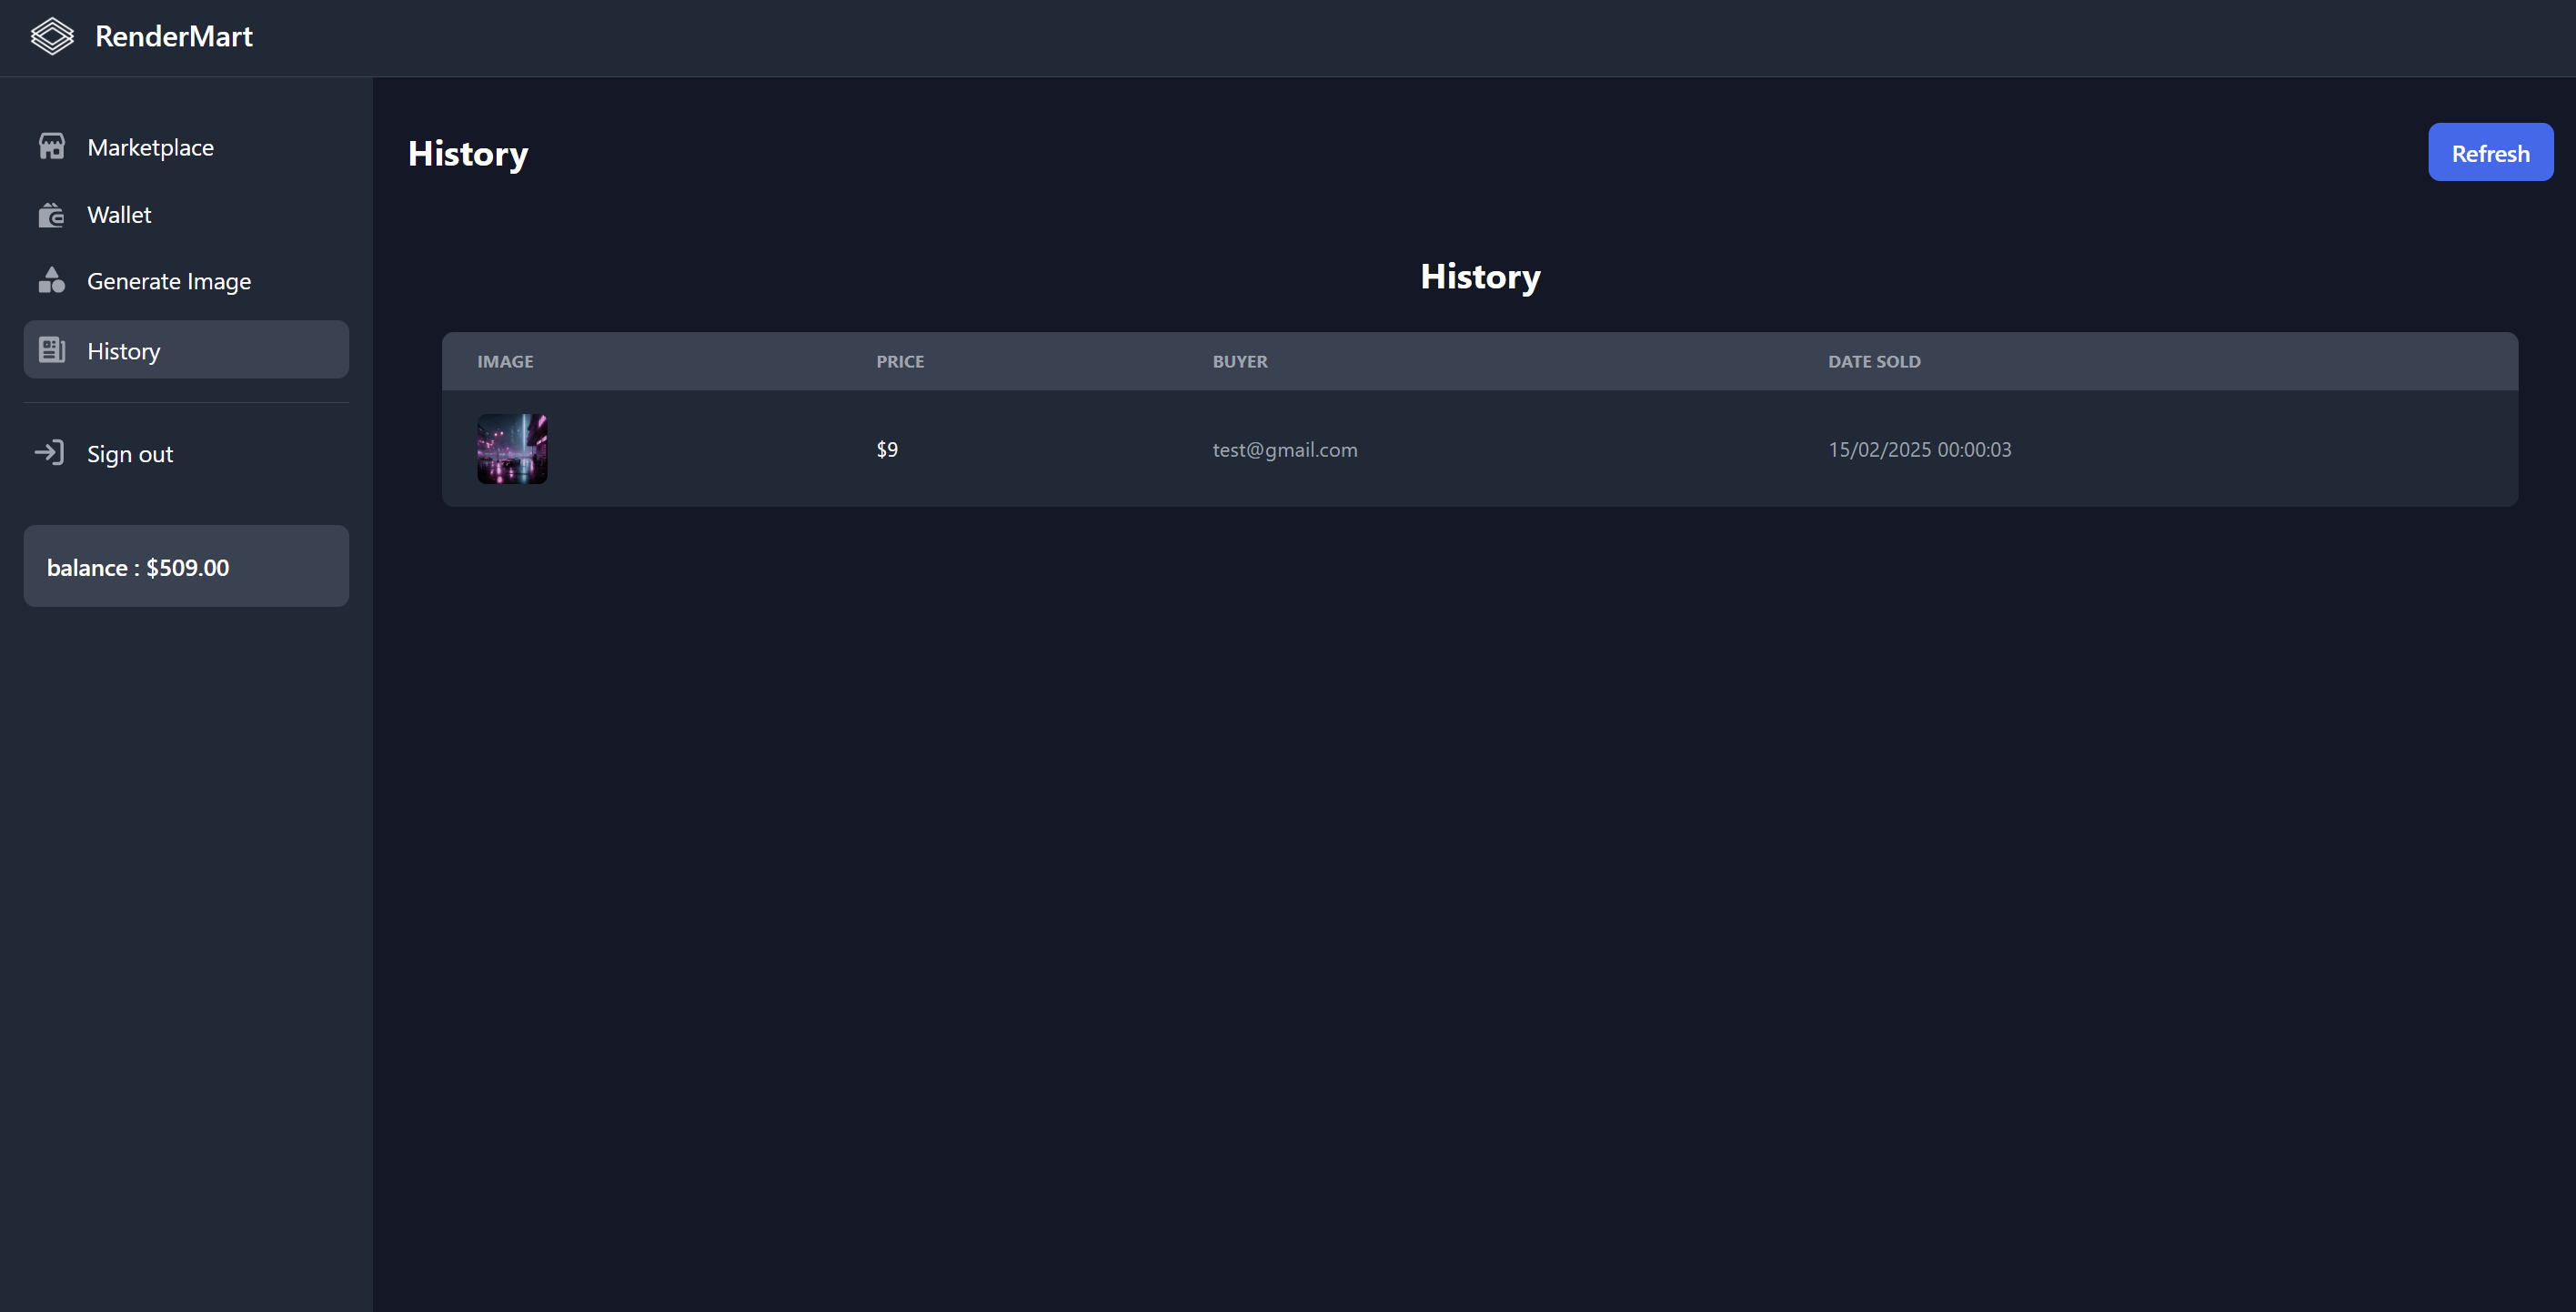 RenderMart
Marketplace
Wallet
Generate Image
History
Sign out
balance : $509.00
History
Refresh
History
IMAGE PRICE BUYER DATE SOLD
$9 test@gmail.com 15/02/2025 00:00:03